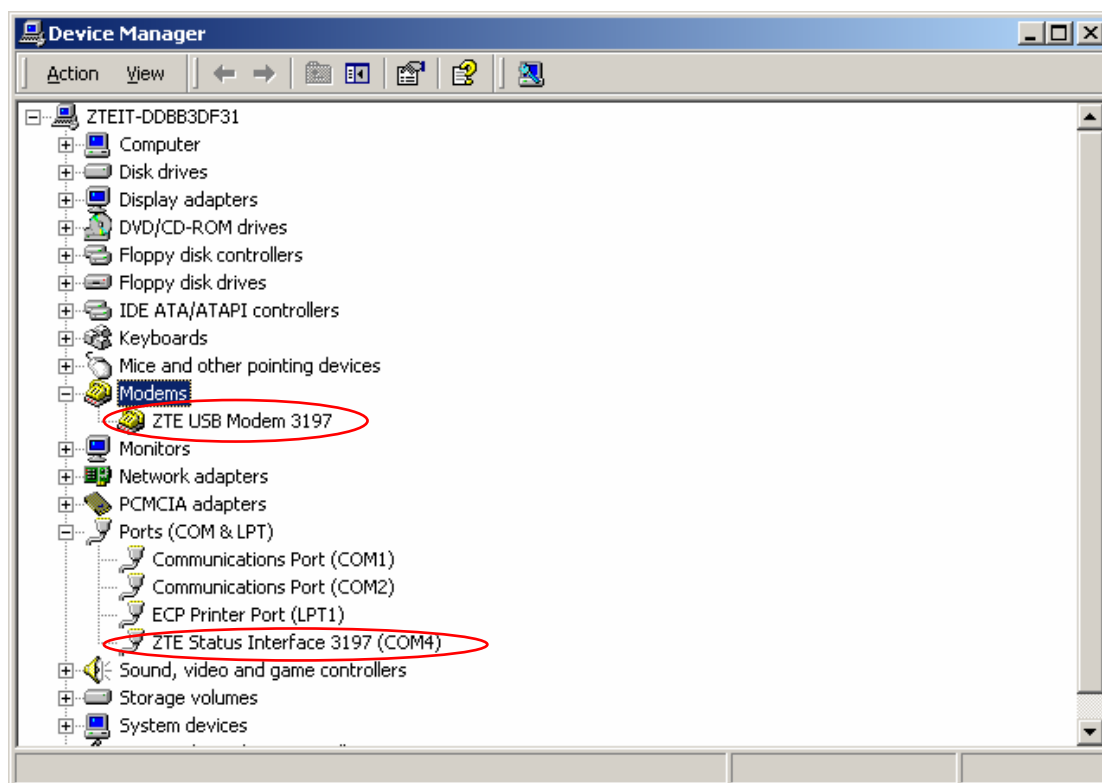 Device Manager
Action View
ZTEIT-DDBB3DF31
Computer
Disk drives
Display adapters
DVD/CD-ROM drives
Floppy disk controllers
Floppy disk drives
IDE ATA/ATAPI controllers
Keyboards
Mice and other pointing devices
Modems
ZTE USB Modem 3197
Monitors
Network adapters
PCMCIA adapters
Ports (COM & LPT)
Communications Port (COM1)
Communications Port (COM2)
ECP Printer Port (LPT1)
ZTE Status Interface 3197 (COM4)
Sound, video and game controllers
Storage volumes
System devices